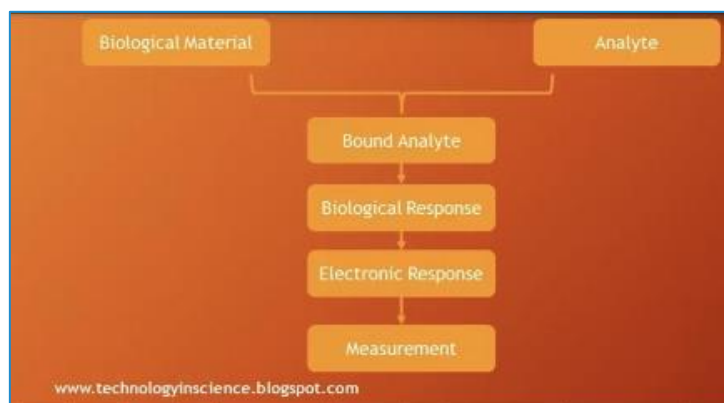 Biological Material
Analyte
Bound Analyte
Biological Response
Electronic Response
Measurement
www.technologyinscience.blogspot.com